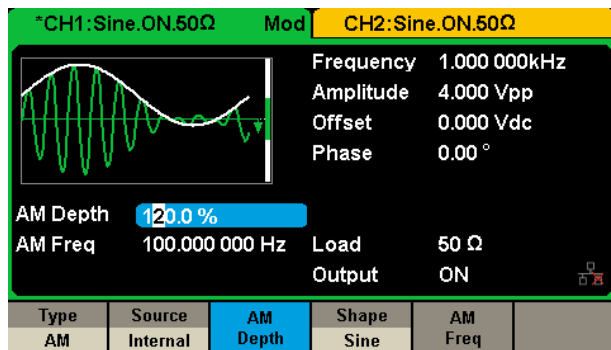 *CH1:Sine.ON.50Ω Mod CH2:Sine.ON.50Ω
Frequency 1.000 000kHz
Amplitude 4.000 Vpp
Offset 0.000 Vdc
Phase 0.00 °
AM Depth 120.0 %
AM Freq 100.000 000 Hz Load 50 Ω
Output ON
Type Source AM Depth Shape AM Freq
AM Internal Sine